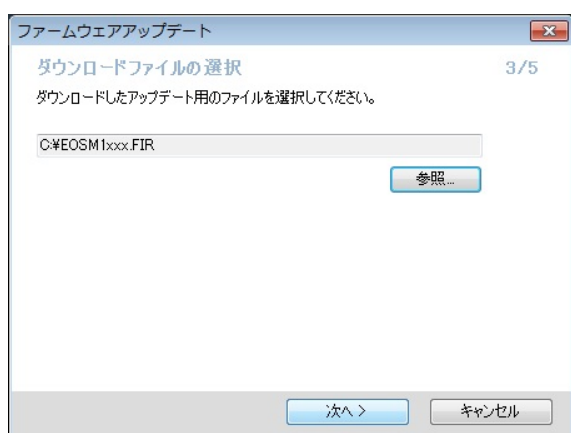 ファームウェアアップデート
ダウンロードファイルの選択 3/5
ダウンロードしたアップデート用のファイルを選択してください。
C:¥EOSM1xxx.FIR
参照...
次へ > キャンセル